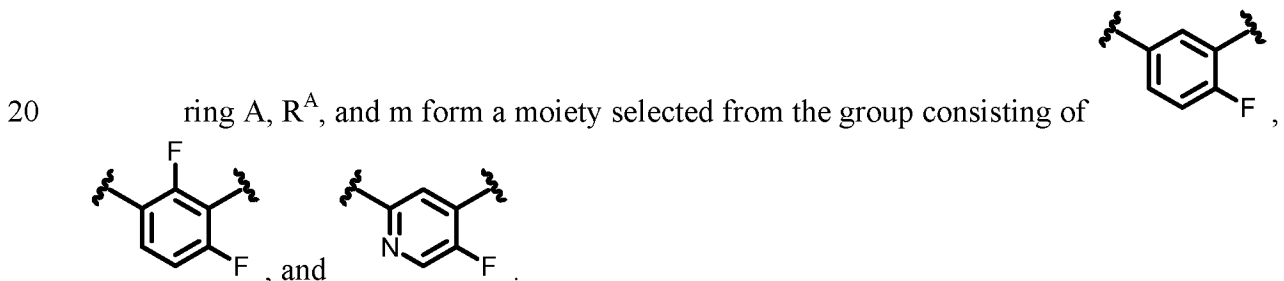 20 ring A, R^A, and m form a moiety selected from the group consisting of F ,
F F , and N F .